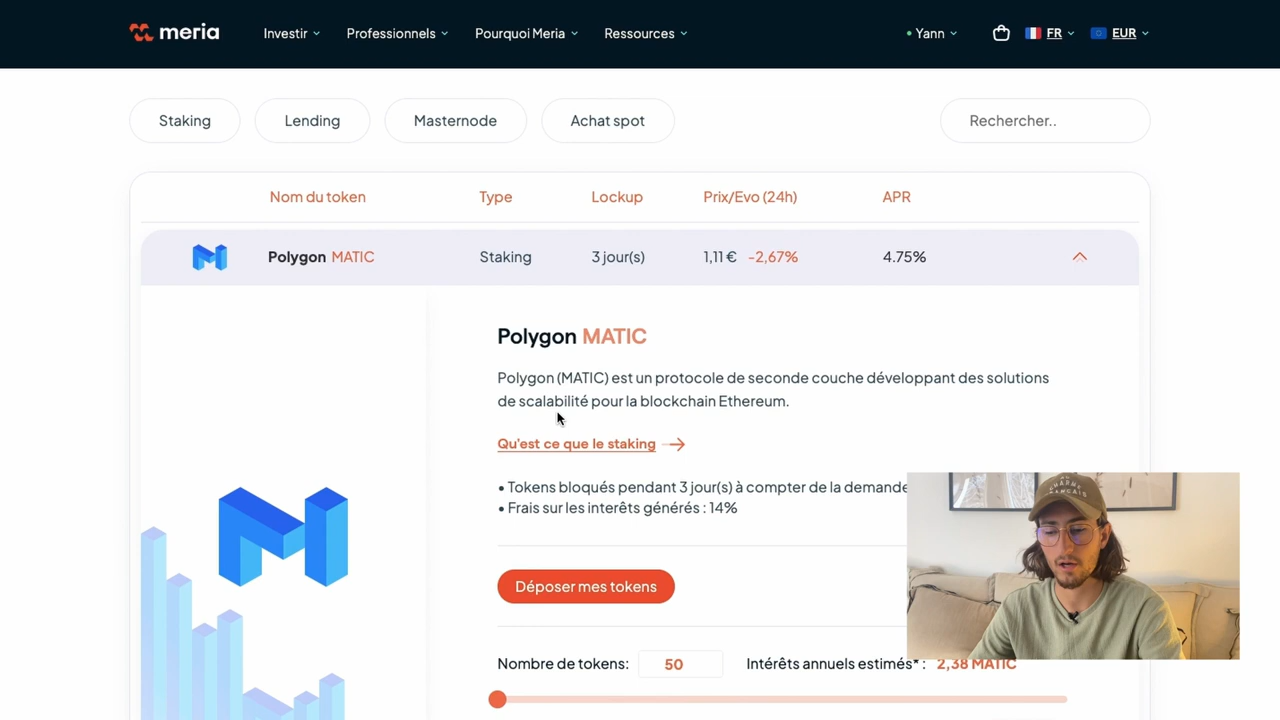 meria
Investir
Professionnels
Pourquoi Meria
Ressources
Yann
FR
EUR
Staking
Lending
Masternode
Achat spot
Rechercher..
Nom du token
Type
Lockup
Prix/Evo (24h)
APR
Polygon MATIC
Staking
3 jour(s)
1,11 € -2,67%
4.75%
Polygon MATIC
Polygon (MATIC) est un protocole de seconde couche développant des solutions
de scalabilité pour la blockchain Ethereum.
Qu'est ce que le staking
• Tokens bloqués pendant 3 jour(s) à compter de la demande
• Frais sur les interêts générés : 14%
CHARME
FRANÇAIS
Déposer mes tokens
Nombre de tokens: 50
Intérêts annuels estimés* : 2,38 MATIC